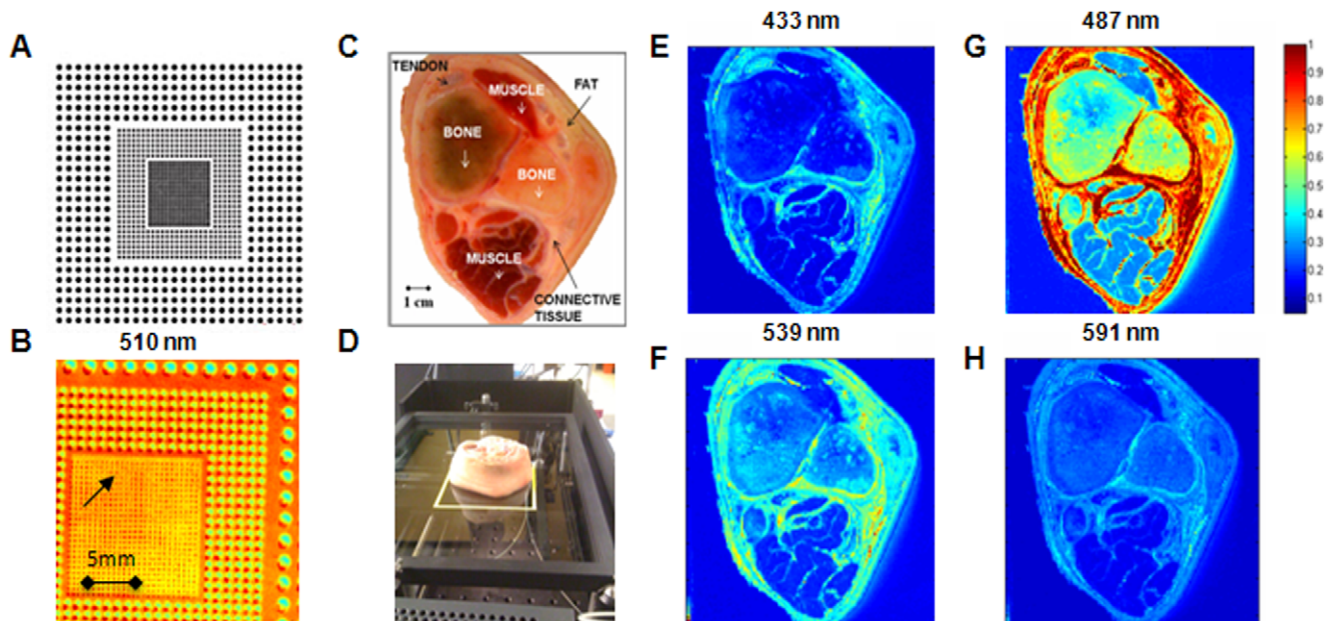 A
B
510 nm
5mm
C
TENDON
MUSCLE
FAT
BONE
BONE
MUSCLE
1 cm
CONNECTIVE
TISSUE
D
E
433 nm
F
539 nm
G
487 nm
H
591 nm
1
0.9
0.8
0.7
0.6
0.5
0.4
0.3
0.2
0.1